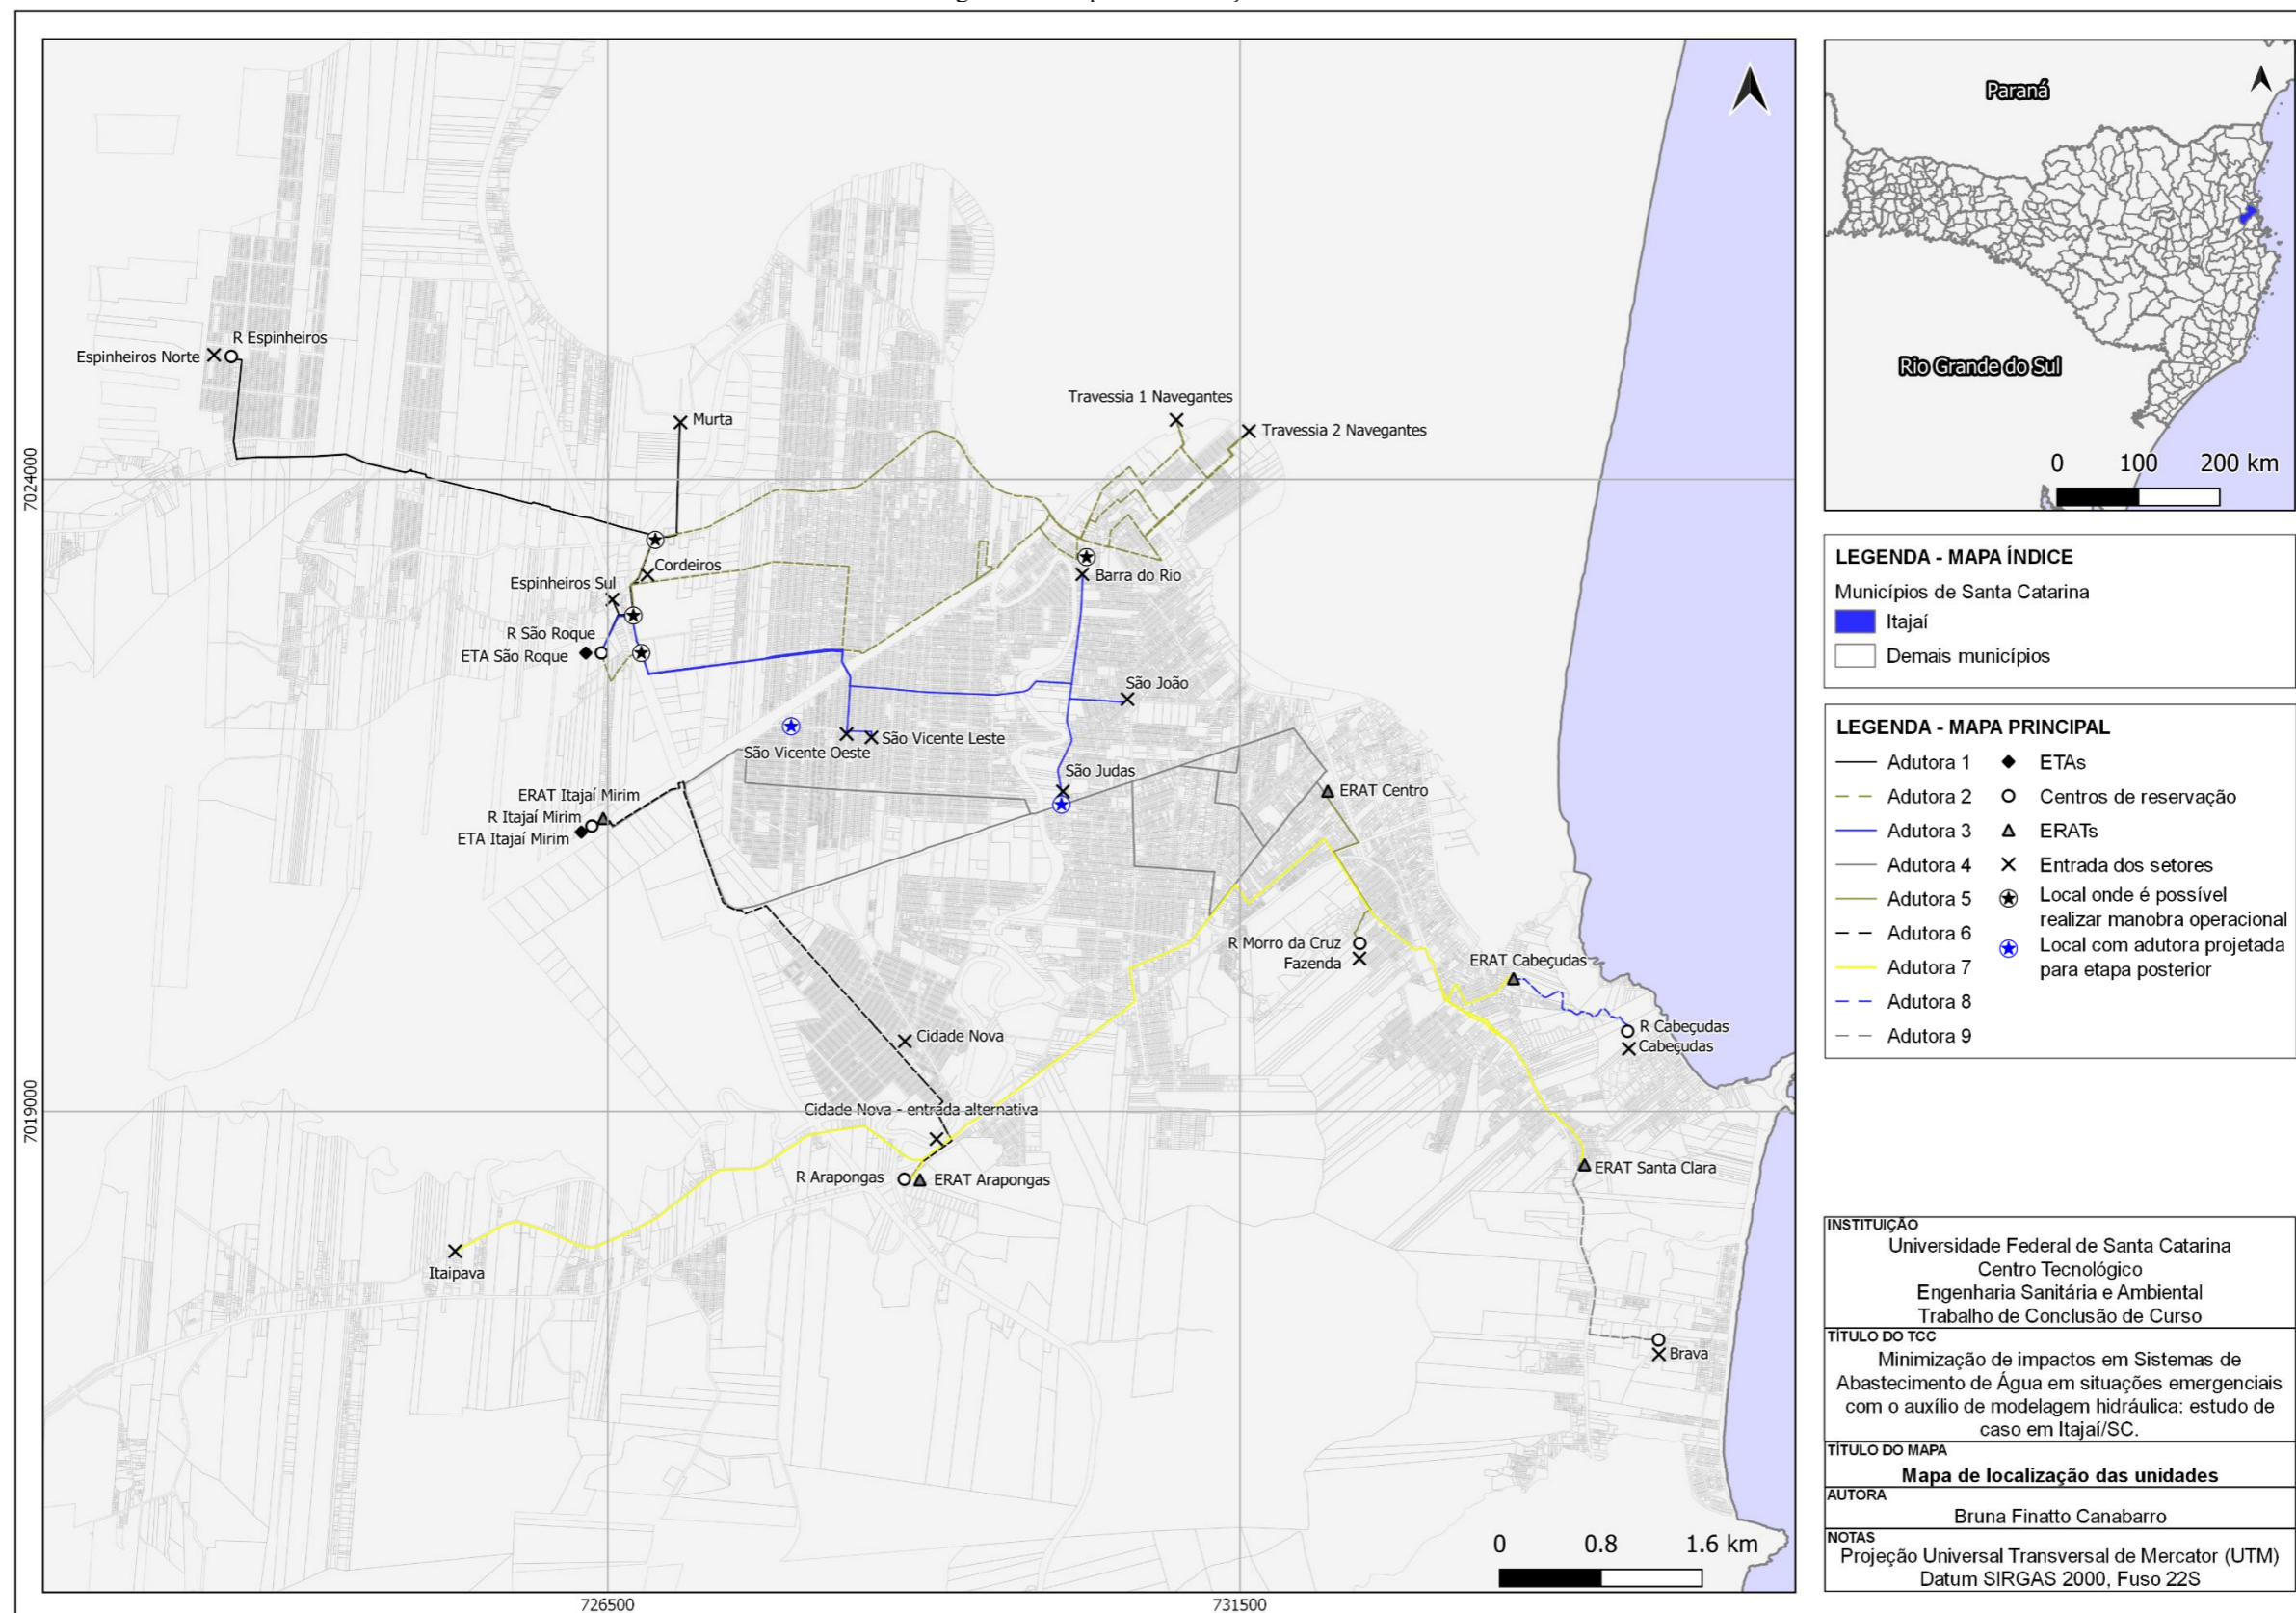 Paraná
Rio Grande do Sul
0 100 200 km
R Espinheiros
Espinheiros Norte
Murta
Travessia 1 Navegantes
Travessia 2 Navegantes
7024000
Cordeiros
Espinheiros Sul
Barra do Rio
R São Roque
ETA São Roque
São João
São Vicente Leste
São Vicente Oeste
São Judas
ERAT Itajaí Mirim
R Itajaí Mirim
ETA Itajaí Mirim
ERAT Centro
R Morro da Cruz
Fazenda
ERAT Cabeçudas
R Cabeçudas
Cabeçudas
Cidade Nova
7019000
Cidade Nova - entrada alternativa
R Arapongas
ERAT Arapongas
ERAT Santa Clara
Itaipava
Brava
0 0.8 1.6 km
726500
731500
LEGENDA - MAPA ÍNDICE
Municípios de Santa Catarina
Itajaí
Demais municípios
LEGENDA - MAPA PRINCIPAL
Adutora 1
Adutora 2
Adutora 3
Adutora 4
Adutora 5
Adutora 6
Adutora 7
Adutora 8
Adutora 9
ETAs
Centros de reservação
ERATs
Entrada dos setores
Local onde é possível
realizar manobra operacional
Local com adutora projetada
para etapa posterior
INSTITUIÇÃO
Universidade Federal de Santa Catarina
Centro Tecnológico
Engenharia Sanitária e Ambiental
Trabalho de Conclusão de Curso
TÍTULO DO TCC
Minimização de impactos em Sistemas de
Abastecimento de Água em situações emergenciais
com o auxílio de modelagem hidráulica: estudo de
caso em Itajaí/SC.
TÍTULO DO MAPA
Mapa de localização das unidades
AUTORA
Bruna Finatto Canabarro
NOTAS
Projeção Universal Transversal de Mercator (UTM)
Datum SIRGAS 2000, Fuso 22S